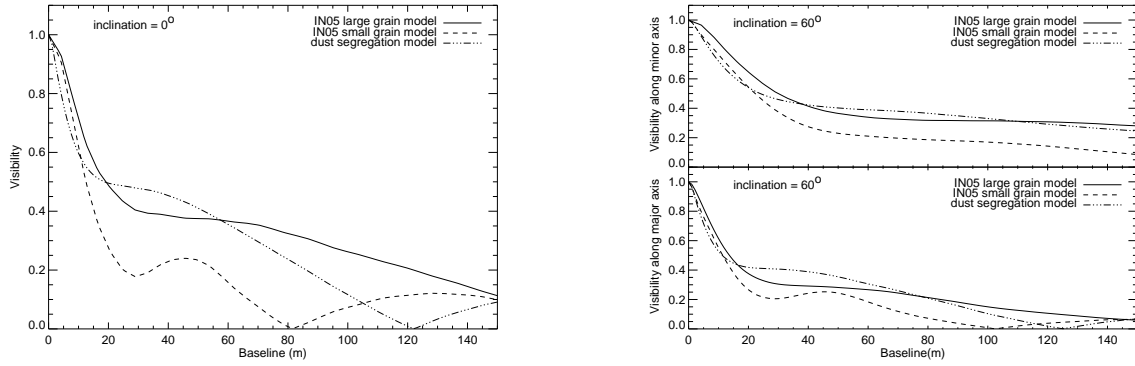 inclination = 0o
IN05 large grain model
IN05 small grain model
dust segregation model
Visibility
1.0
0.8
0.6
0.4
0.2
0.0
0 20 40 60 80 100 120 140
Baseline (m)
inclination = 60o
IN05 large grain model
IN05 small grain model
dust segregation model
Visibility along minor axis
1.0
0.8
0.6
0.4
0.2
0.0
inclination = 60o
IN05 large grain model
IN05 small grain model
dust segregation model
Visibility along major axis
1.0
0.8
0.6
0.4
0.2
0.0
0 20 40 60 80 100 120 140
Baseline(m)